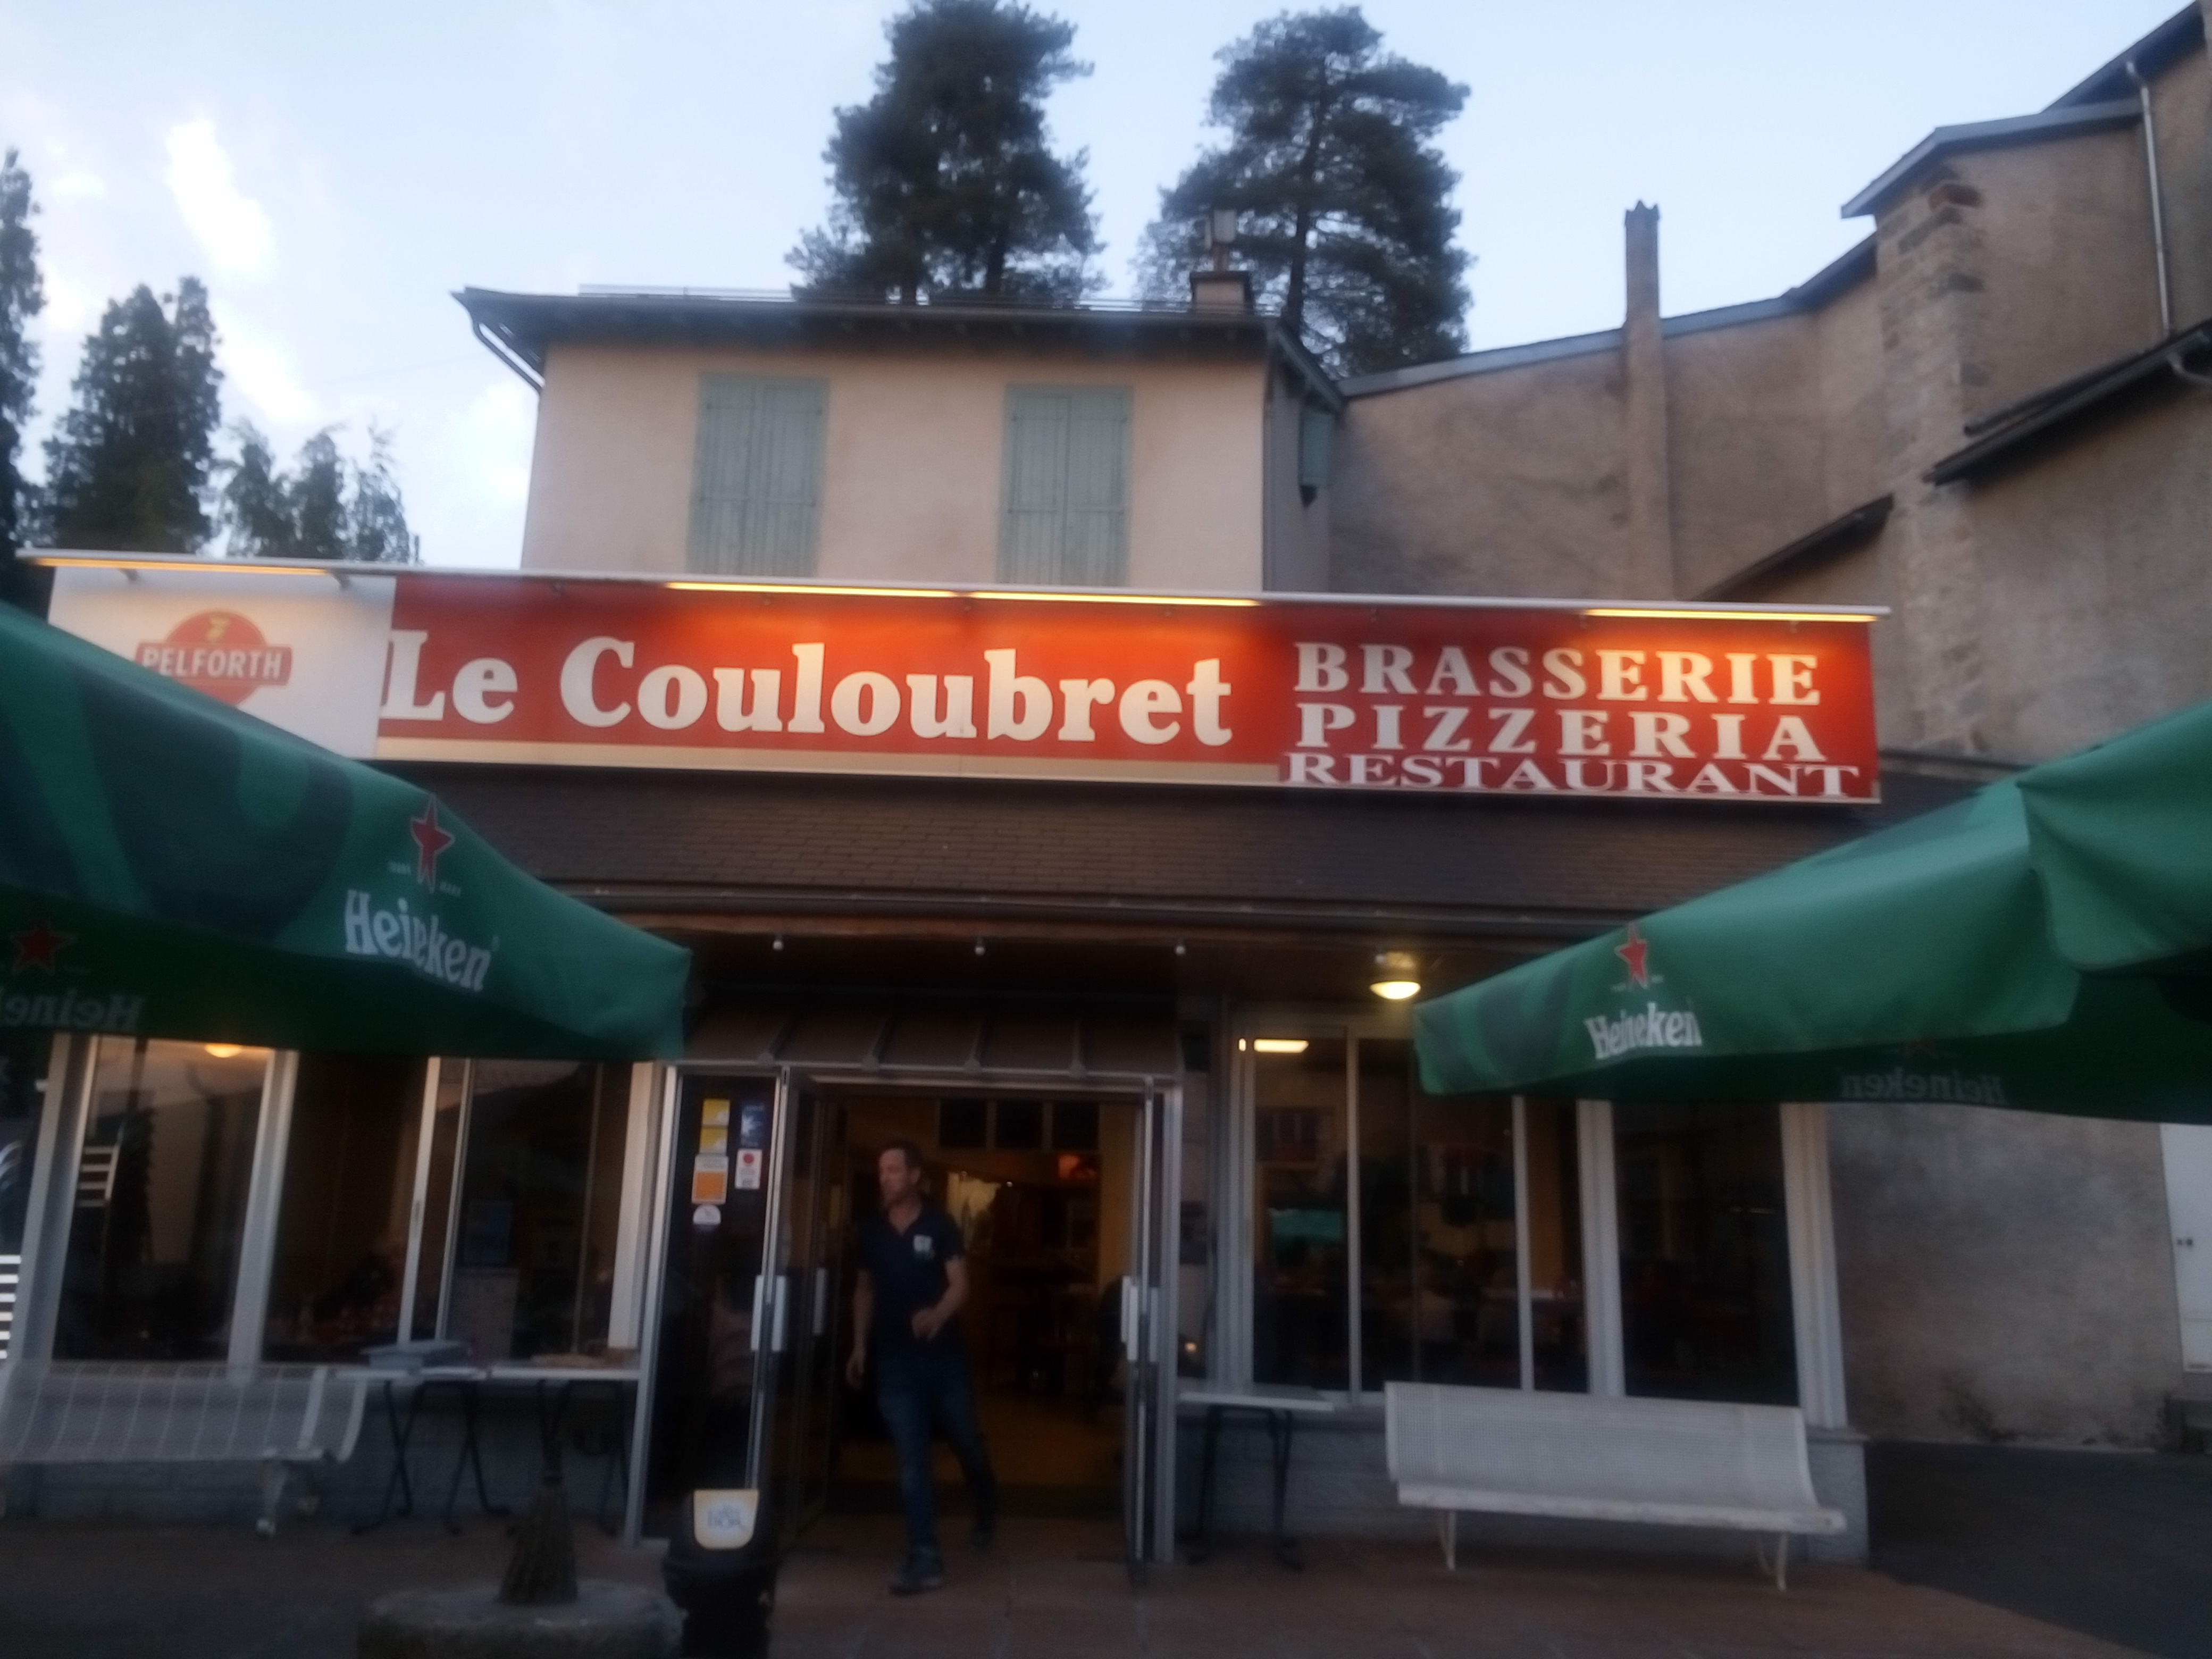 PELFORTH
Le Couloubret
BRASSERIE
PIZZERIA
RESTAURANT
Heineken
Heineken
Heineken
Heineken